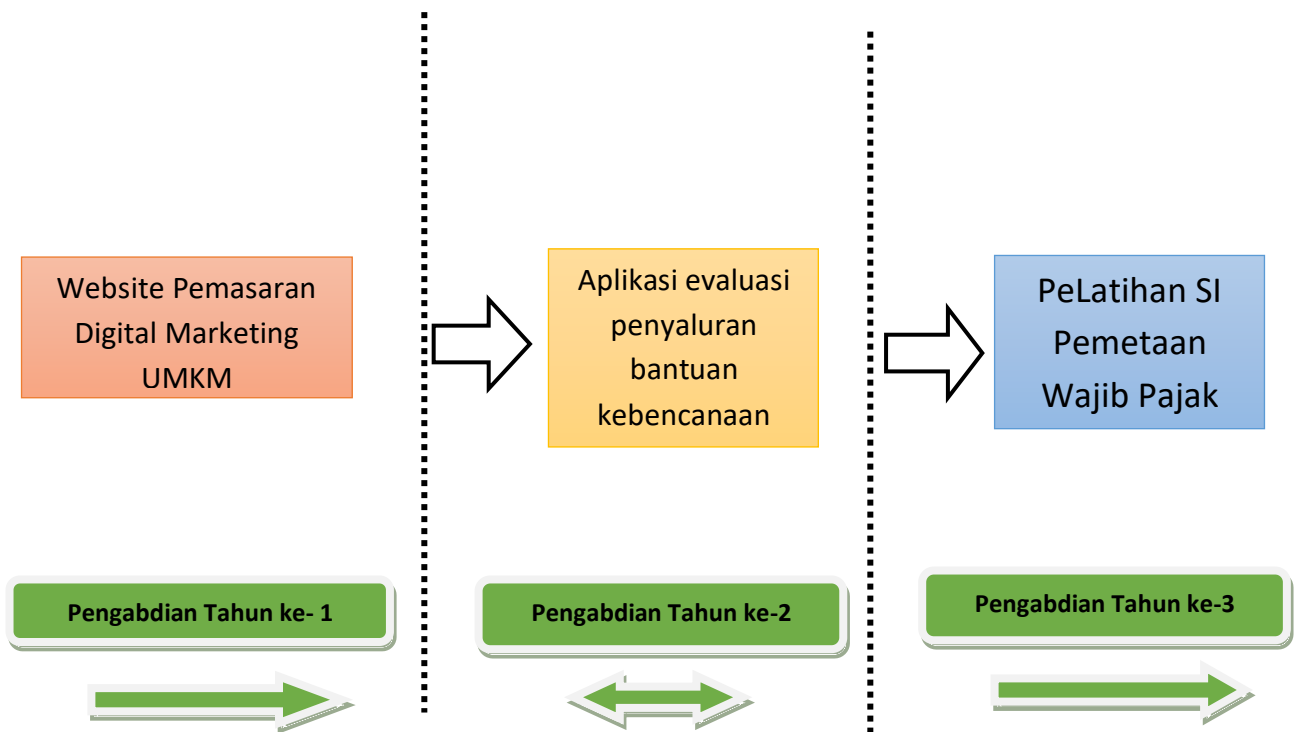 Website Pemasaran
Digital Marketing
UMKM
Aplikasi evaluasi
penyaluran
bantuan
kebencanaan
PeLatihan SI
Pemetaan
Wajib Pajak
Pengabdian Tahun ke- 1
Pengabdian Tahun ke-2
Pengabdian Tahun ke-3